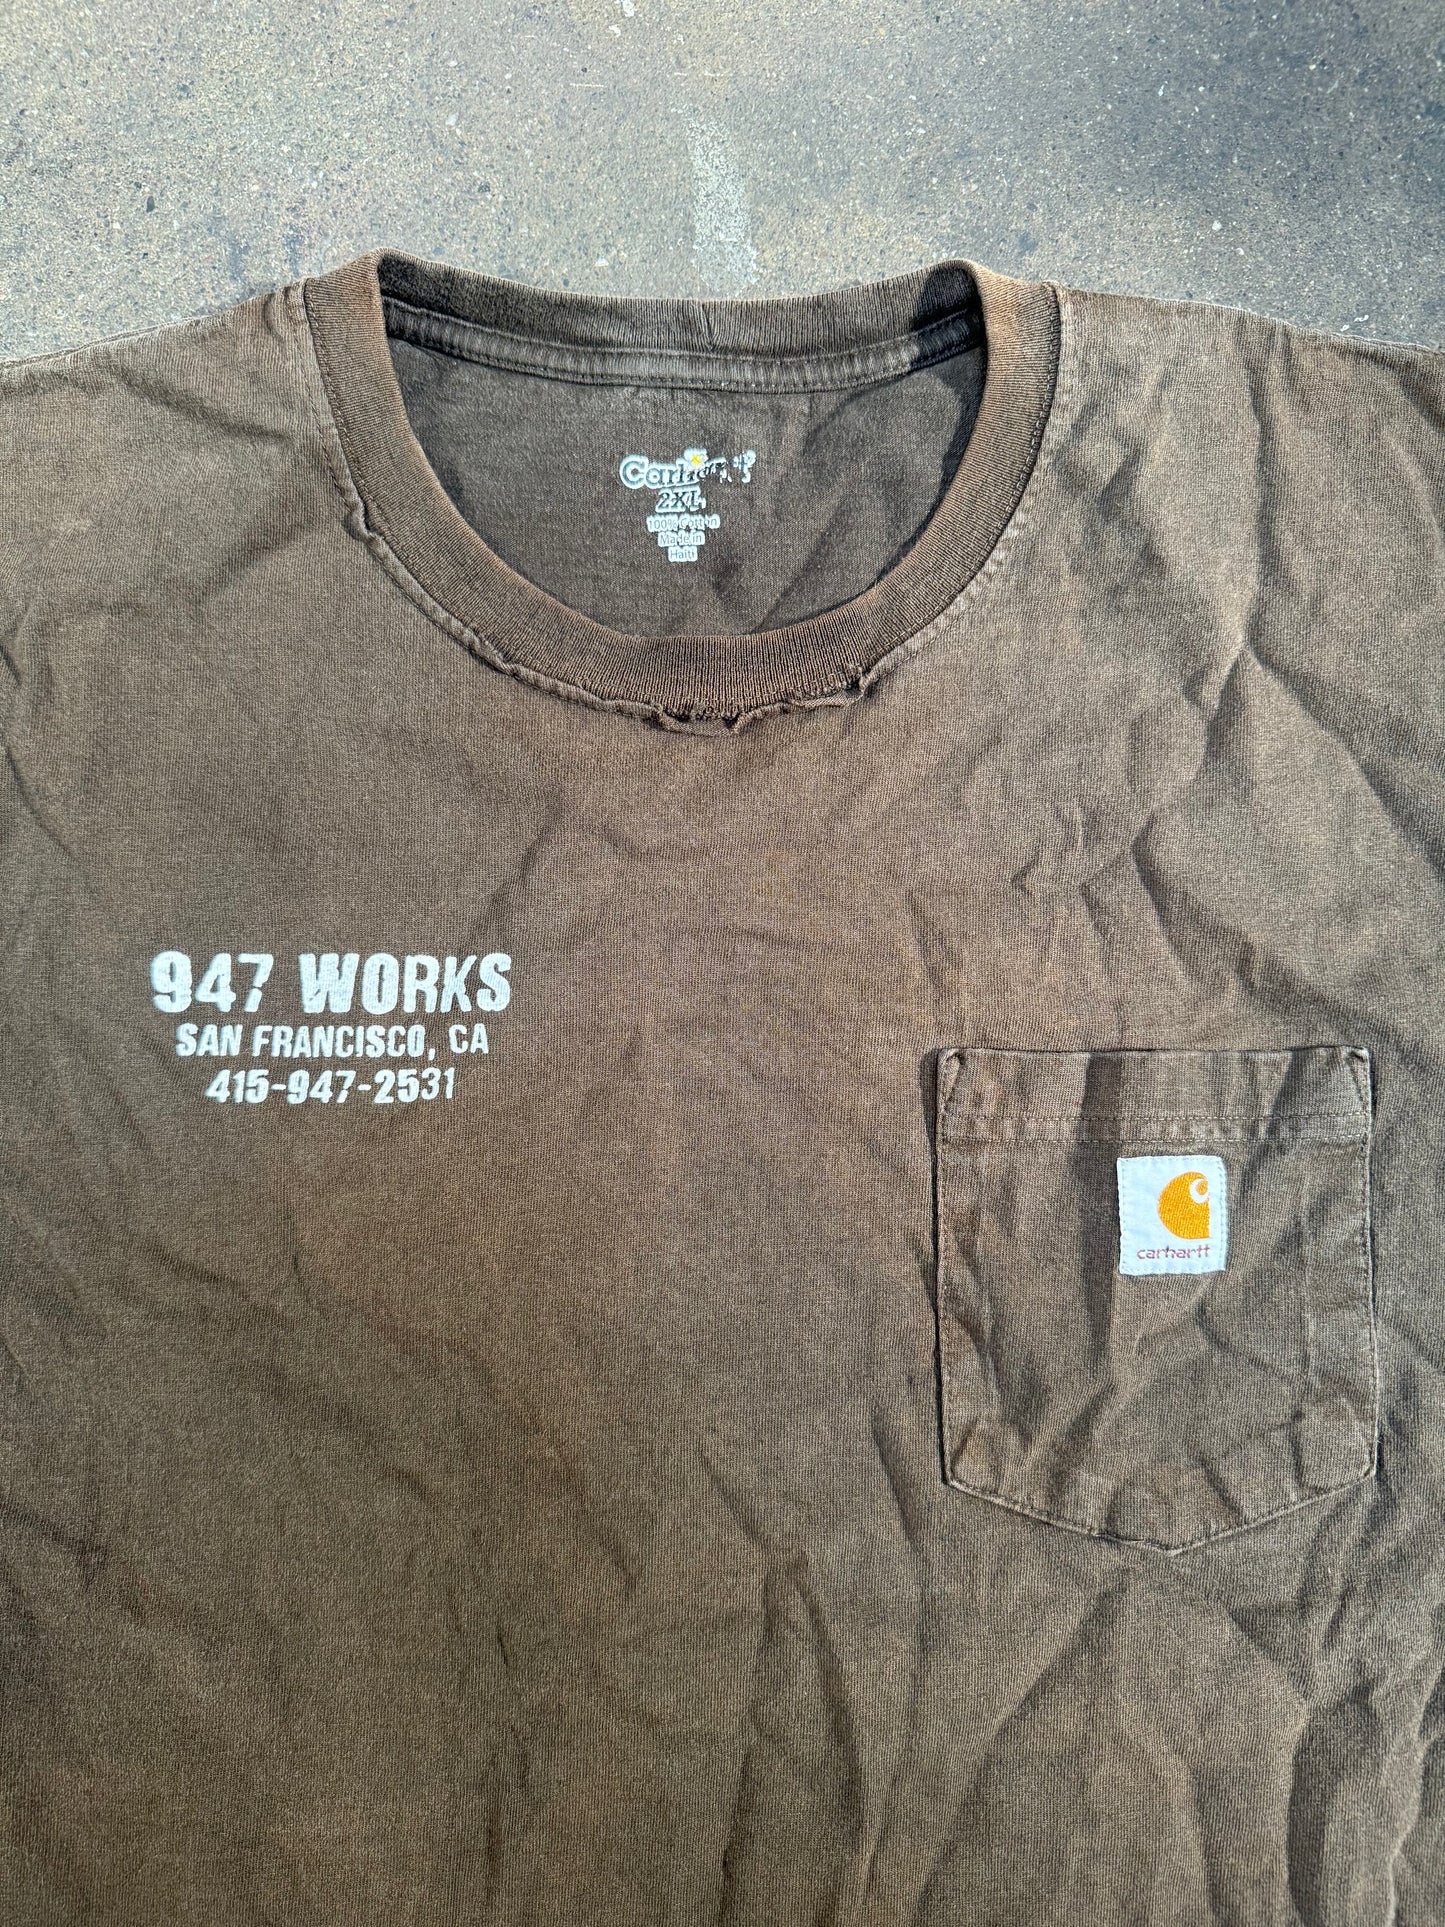 Carhartt
2XL
100% Cotton
Made in
Haiti
947 WORKS
SAN FRANCISCO, CA
415-947-2531
carhartt